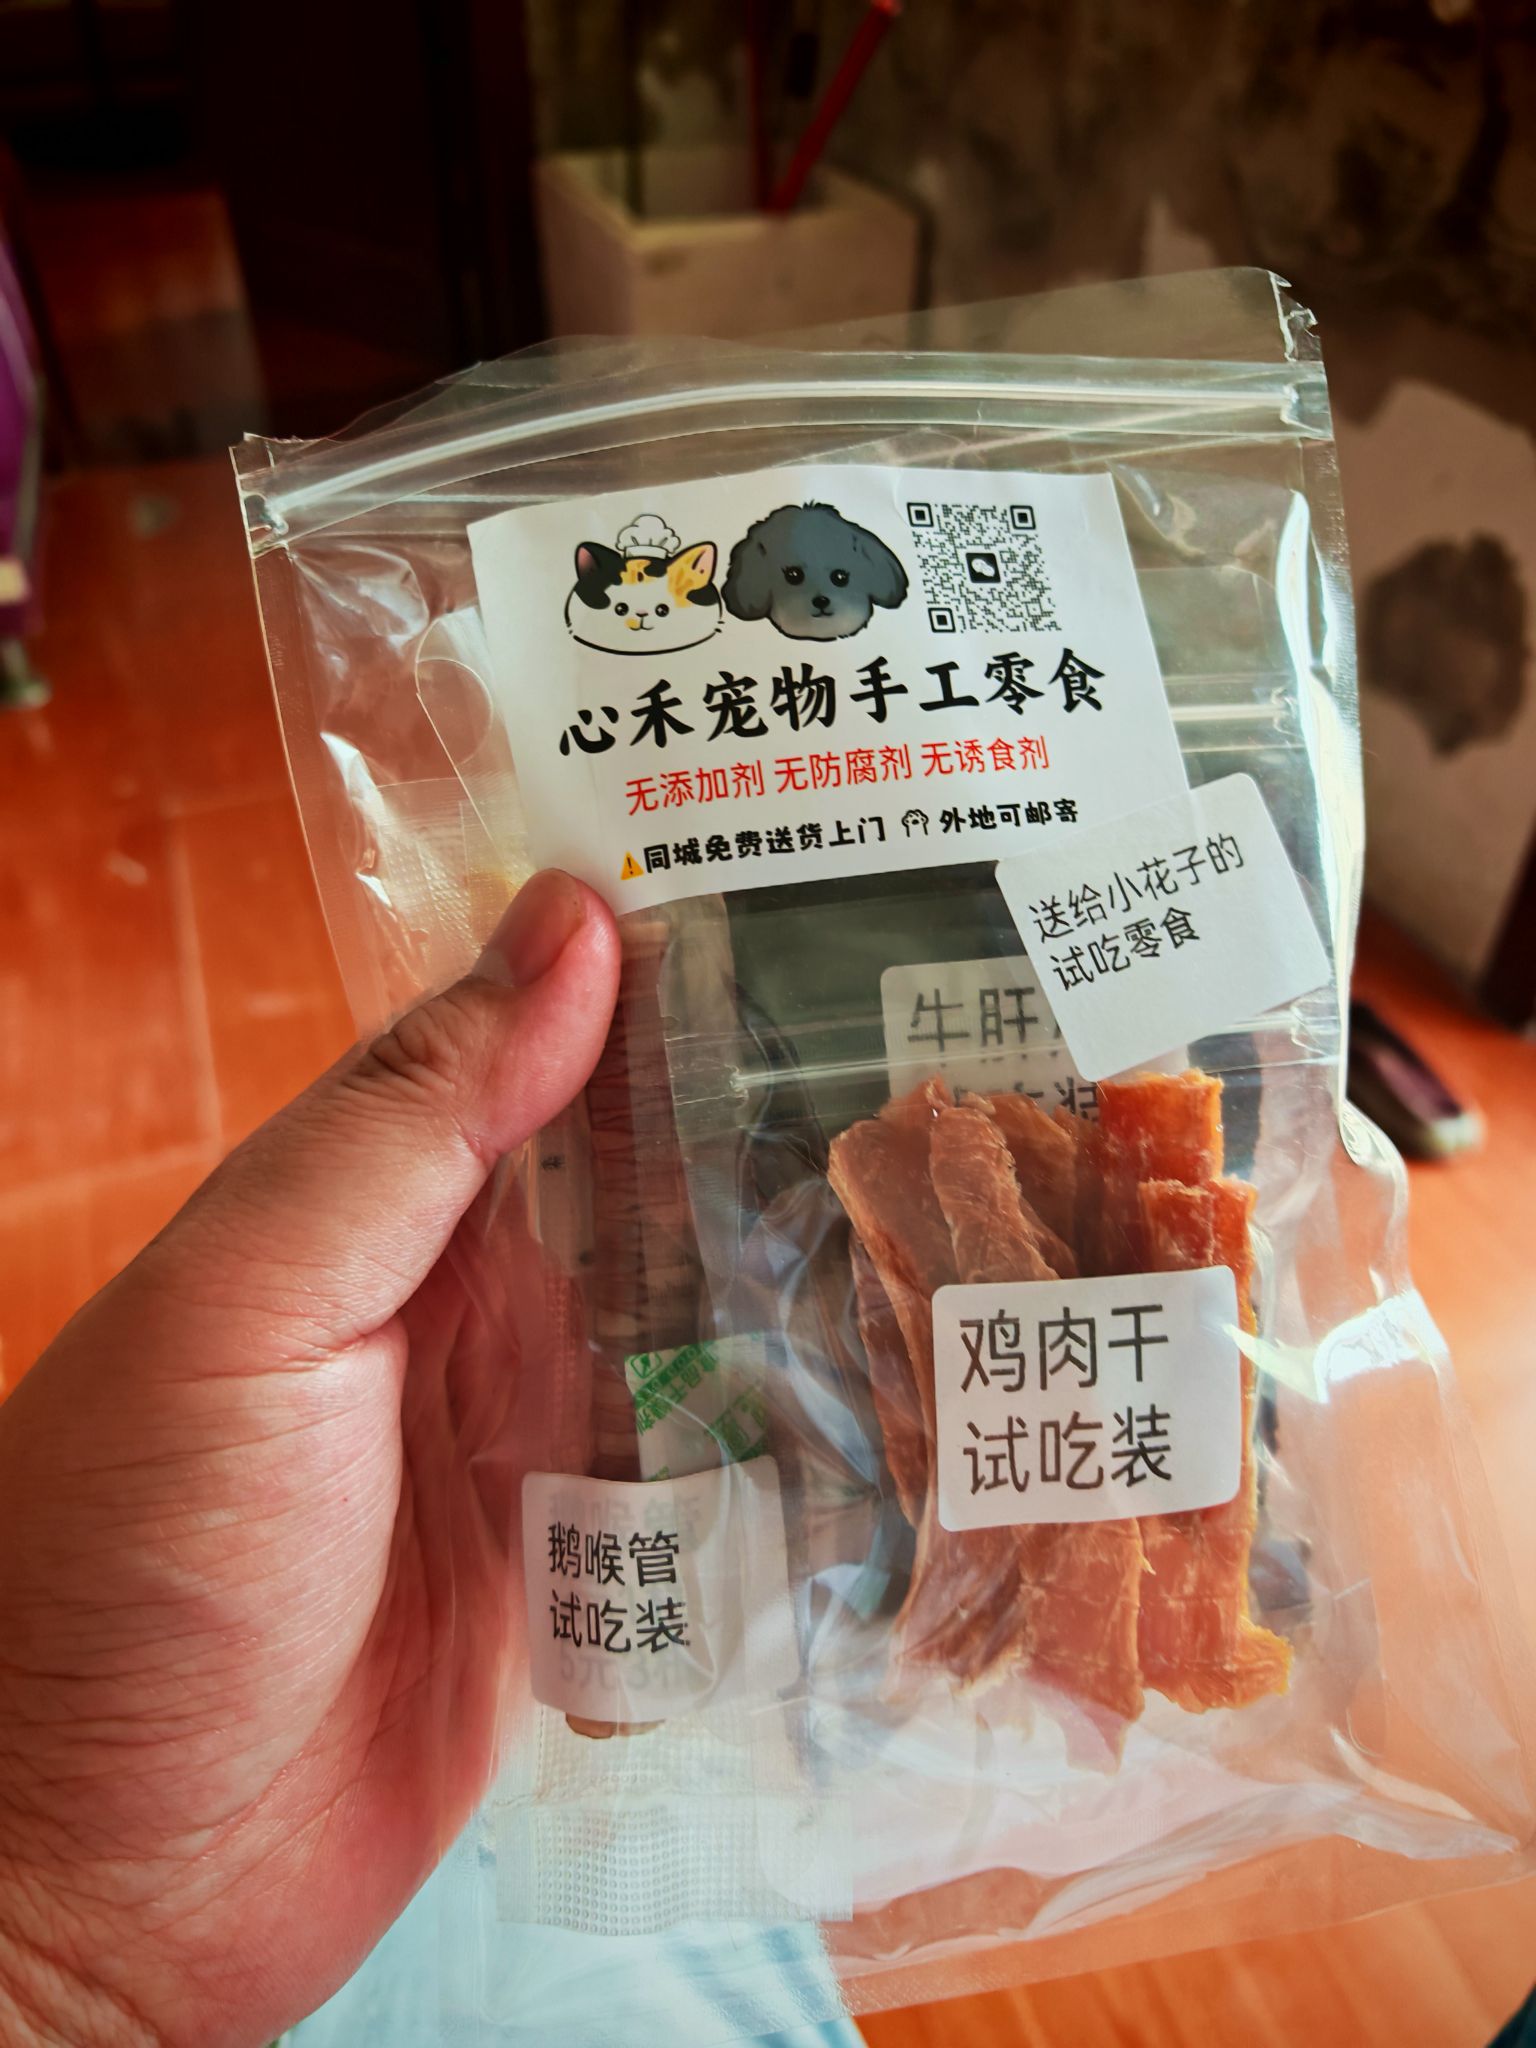 心禾宠物手工零食
无添加剂 无防腐剂 无诱食剂
同城免费送货上门 外地可邮寄
送给小花子的
试吃零食
牛肝
鸡肉干
试吃装
鹅喉管
试吃装